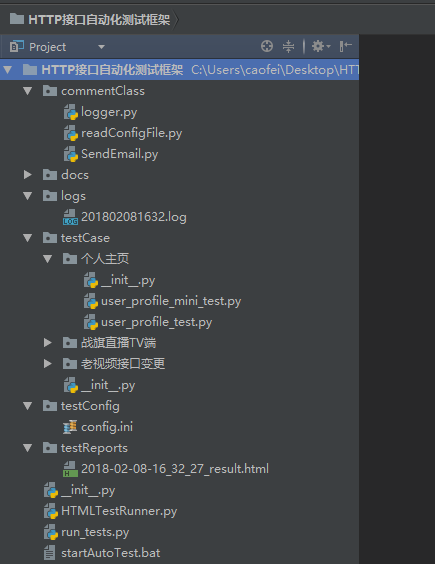 HTTP接口自动化测试框架
Project
HTTP接口自动化测试框架 C:\Users\caofei\Desktop\HTT
commentClass
logger.py
readConfigFile.py
SendEmail.py
docs
logs
201802081632.log
testCase
个人主页
__init__.py
user_profile_mini_test.py
user_profile_test.py
战旗直播TV端
老视频接口变更
__init__.py
testConfig
config.ini
testReports
2018-02-08-16_32_27_result.html
__init__.py
HTMLTestRunner.py
run_tests.py
startAutoTest.bat